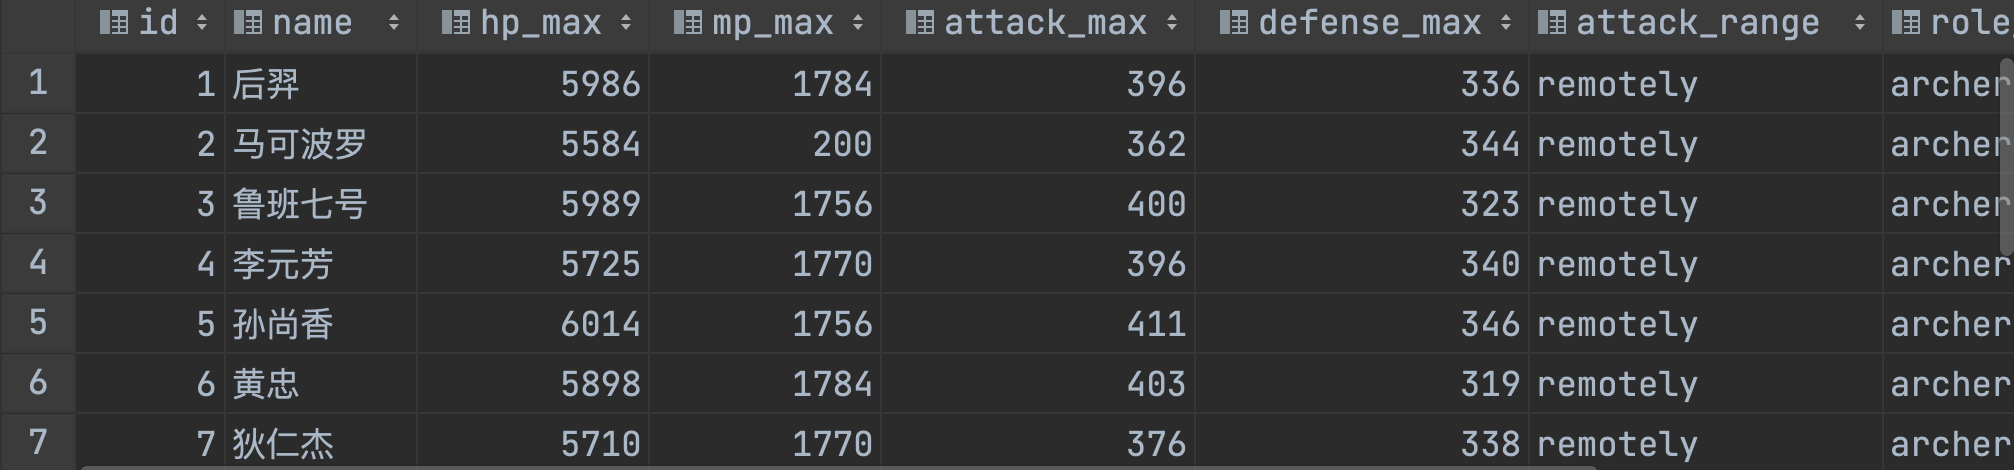 id name hp_max mp_max attack_max defense_max attack_range role_
1 1 后羿 5986 1784 396 336 remotely archer
2 2 马可波罗 5584 200 362 344 remotely archer
3 3 鲁班七号 5989 1756 400 323 remotely archer
4 4 李元芳 5725 1770 396 340 remotely archer
5 5 孙尚香 6014 1756 411 346 remotely archer
6 6 黄忠 5898 1784 403 319 remotely archer
7 7 狄仁杰 5710 1770 376 338 remotely archer